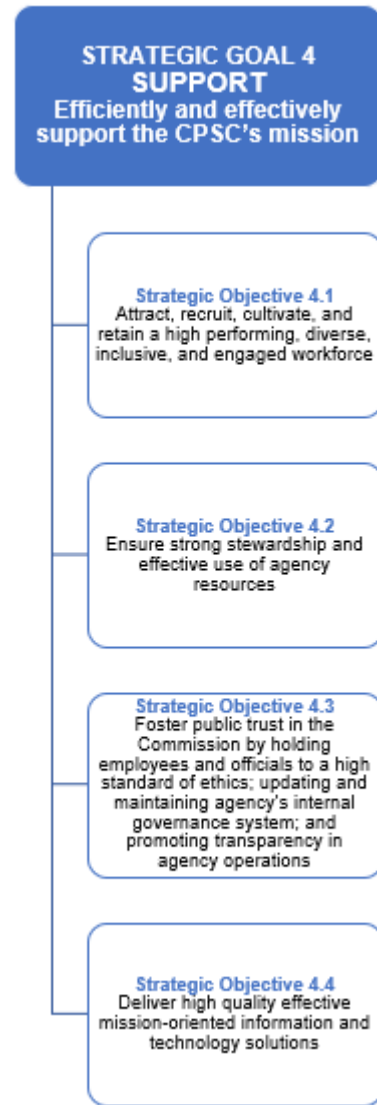 STRATEGIC GOAL 4
SUPPORT
Efficiently and effectively
support the CPSC's mission
Strategic Objective 4.1
Attract, recruit, cultivate, and
retain a high performing, diverse,
inclusive, and engaged workforce
Strategic Objective 4.2
Ensure strong stewardship and
effective use of agency
resources
Strategic Objective 4.3
Foster public trust in the
Commission by holding
employees and officials to a high
standard of ethics; updating and
maintaining agency's internal
governance system; and
promoting transparency in
agency operations
Strategic Objective 4.4
Deliver high quality effective
mission-oriented information and
technology solutions